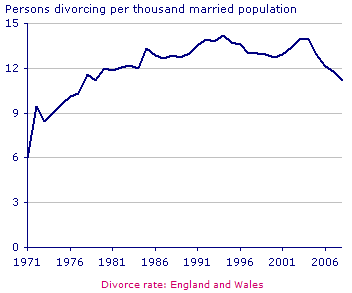 Persons divorcing per thousand married population
15
12
9
6
3
0
1971 1976 1981 1986 1991 1996 2001 2006
Divorce rate: England and Wales